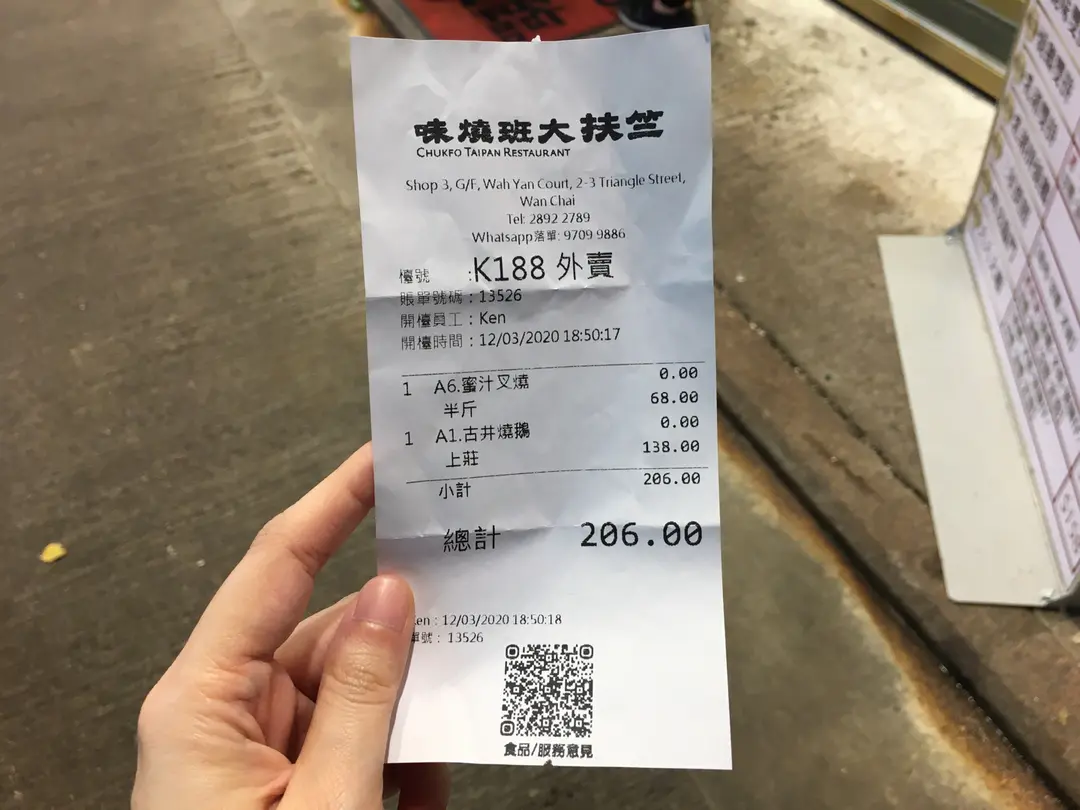 味燒班大扶竺
CHUKFO TAIPAN RESTAURANT
Shop 3, G/F, Wah Yan Court, 2-3 Triangle Street,
Wan Chai
Tel: 2892 2789
Whatsapp落單: 9709 9886
檯號 :K188 外賣
賬單號碼：13526
開檯員工：Ken
開檯時間：12/03/2020 18:50:17
1 A6.蜜汁叉燒 0.00
半斤 68.00
1 A1.古井燒鵝 0.00
上莊 138.00
小計 206.00
總計 206.00
en : 12/03/2020 18:50:18
單號： 13526
食品/服務意見